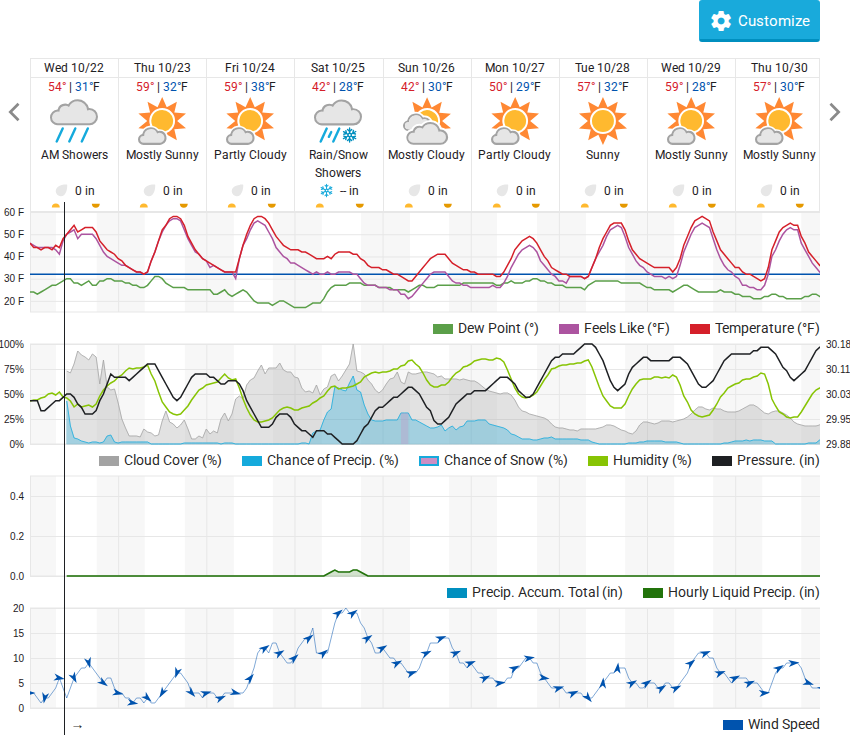 Customize
Wed 10/22 Thu 10/23 Fri 10/24 Sat 10/25 Sun 10/26 Mon 10/27 Tue 10/28 Wed 10/29 Thu 10/30
54° | 31°F 59° | 32°F 59° | 38°F 42° | 28°F 42° | 30°F 50° | 29°F 57° | 32°F 59° | 28°F 57° | 30°F
AM Showers Mostly Sunny Partly Cloudy Rain/Snow Mostly Cloudy Partly Cloudy Sunny Mostly Sunny Mostly Sunny
Showers
0 in 0 in 0 in -- in 0 in 0 in 0 in 0 in 0 in
60 F
50 F
40 F
30 F
20 F
Dew Point (°) Feels Like (°F) Temperature (°F)
100% 30.18
75% 30.11
50% 30.03
25% 29.95
0% 29.88
Cloud Cover (%) Chance of Precip. (%) Chance of Snow (%) Humidity (%) Pressure. (in)
0.4
0.2
0.0
Precip. Accum. Total (in) Hourly Liquid Precip. (in)
20
15
10
5
0
→ Wind Speed